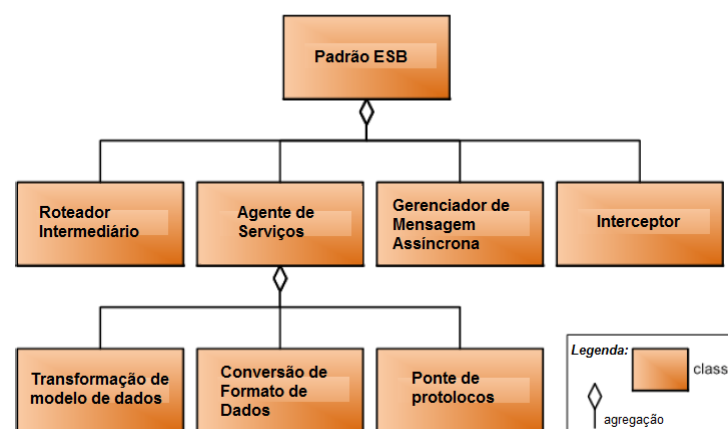 Padrão ESB
Roteador
Intermediário
Agente de
Serviços
Gerenciador de
Mensagem
Assíncrona
Interceptor
Transformação de
modelo de dados
Conversão de
Formato de
Dados
Ponte de
protolocos
Legenda:
class
agregação